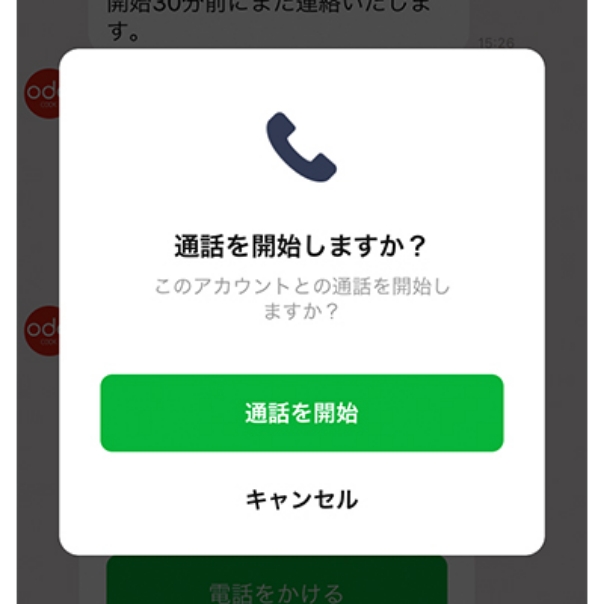 開始30分前にまた連絡いたしま
す。
15:26
通話を開始しますか？
このアカウントとの通話を開始し
ますか？
通話を開始
キャンセル
電話をかける